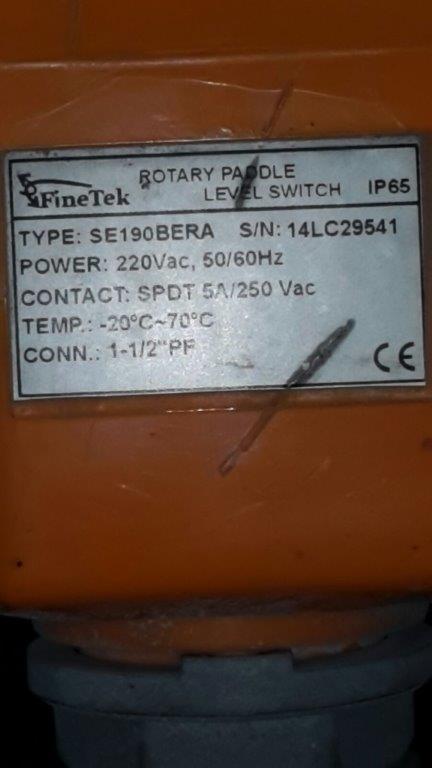 FineTek ROTARY PADDLE
LEVEL SWITCH IP65
TYPE: SE190BERA S/N: 14LC29541
POWER: 220Vac, 50/60Hz
CONTACT: SPDT 5A/250 Vac
TEMP.: -20°C~70°C
CONN.: 1-1/2"PF
CE